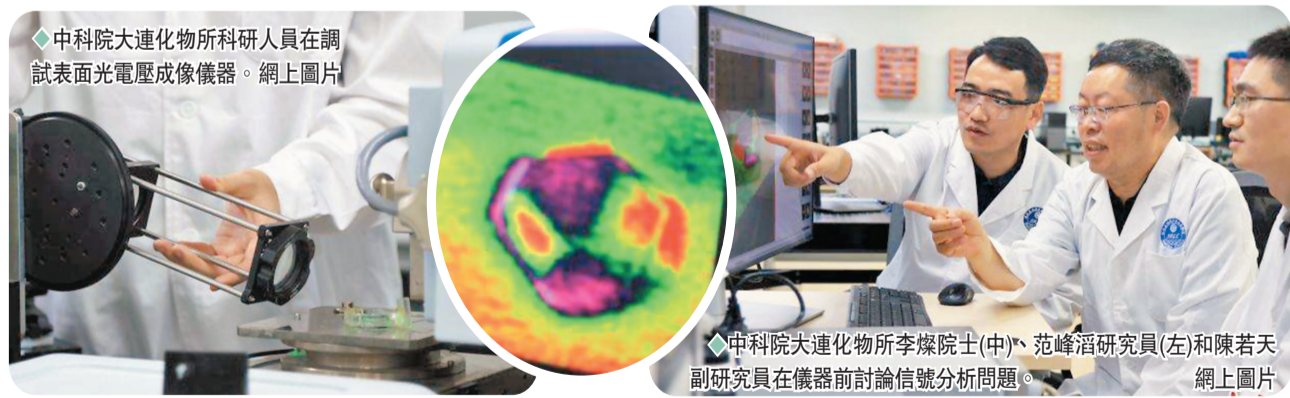 ◆中科院大連化物所科研人員在調
試表面光電壓成像儀器。 網上圖片
◆中科院大連化物所李燦院士(中)、范峰滔研究員(左)和陳若天
副研究員在儀器前討論信號分析問題。 網上圖片